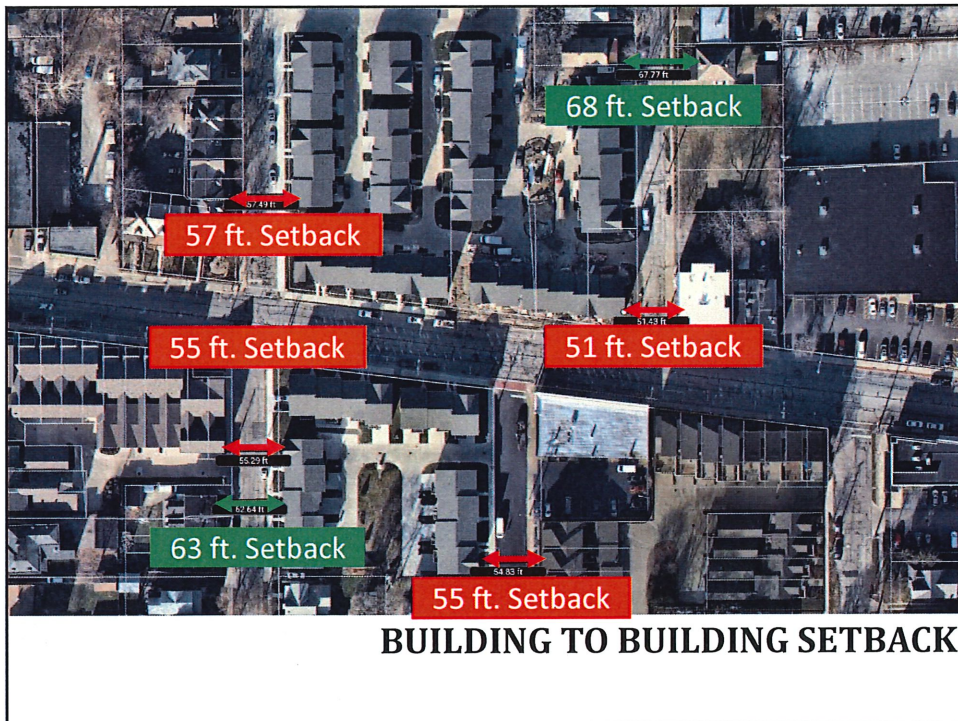 67.77 ft
68 ft. Setback
57.49 ft
57 ft. Setback
51.43 ft
55 ft. Setback
51 ft. Setback
55.29 ft
62.64 ft
63 ft. Setback
54.83 ft
55 ft. Setback
BUILDING TO BUILDING SETBACK